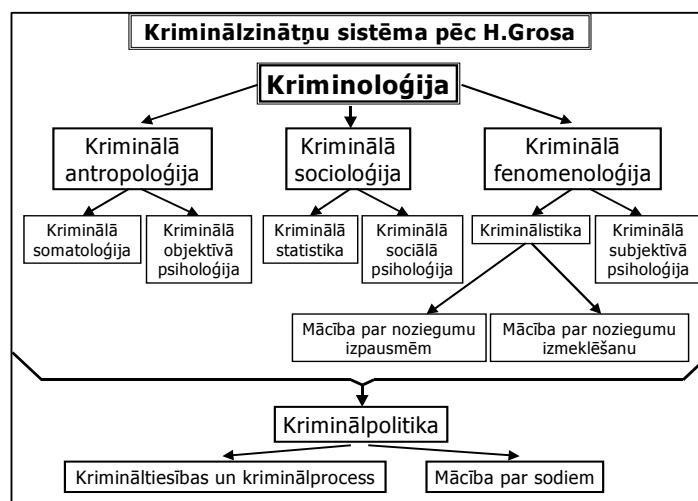 Kriminālzinātņu sistēma pēc H.Grosa
Kriminoloģija
Kriminālā
antropoloģija
Kriminālā
socioloģija
Kriminālā
fenomenoloģija
Kriminālā
somatoloģija
Kriminālā
objektīvā
psiholoģija
Kriminālā
statistika
Kriminālā
sociālā
psiholoģija
Kriminālistika
Kriminālā
subjektīvā
psiholoģija
Mācība par noziegumu
izpausmēm
Mācība par noziegumu
izmeklēšanu
Kriminālpolitika
Krimināltiesības un kriminālprocess
Mācība par sodiem